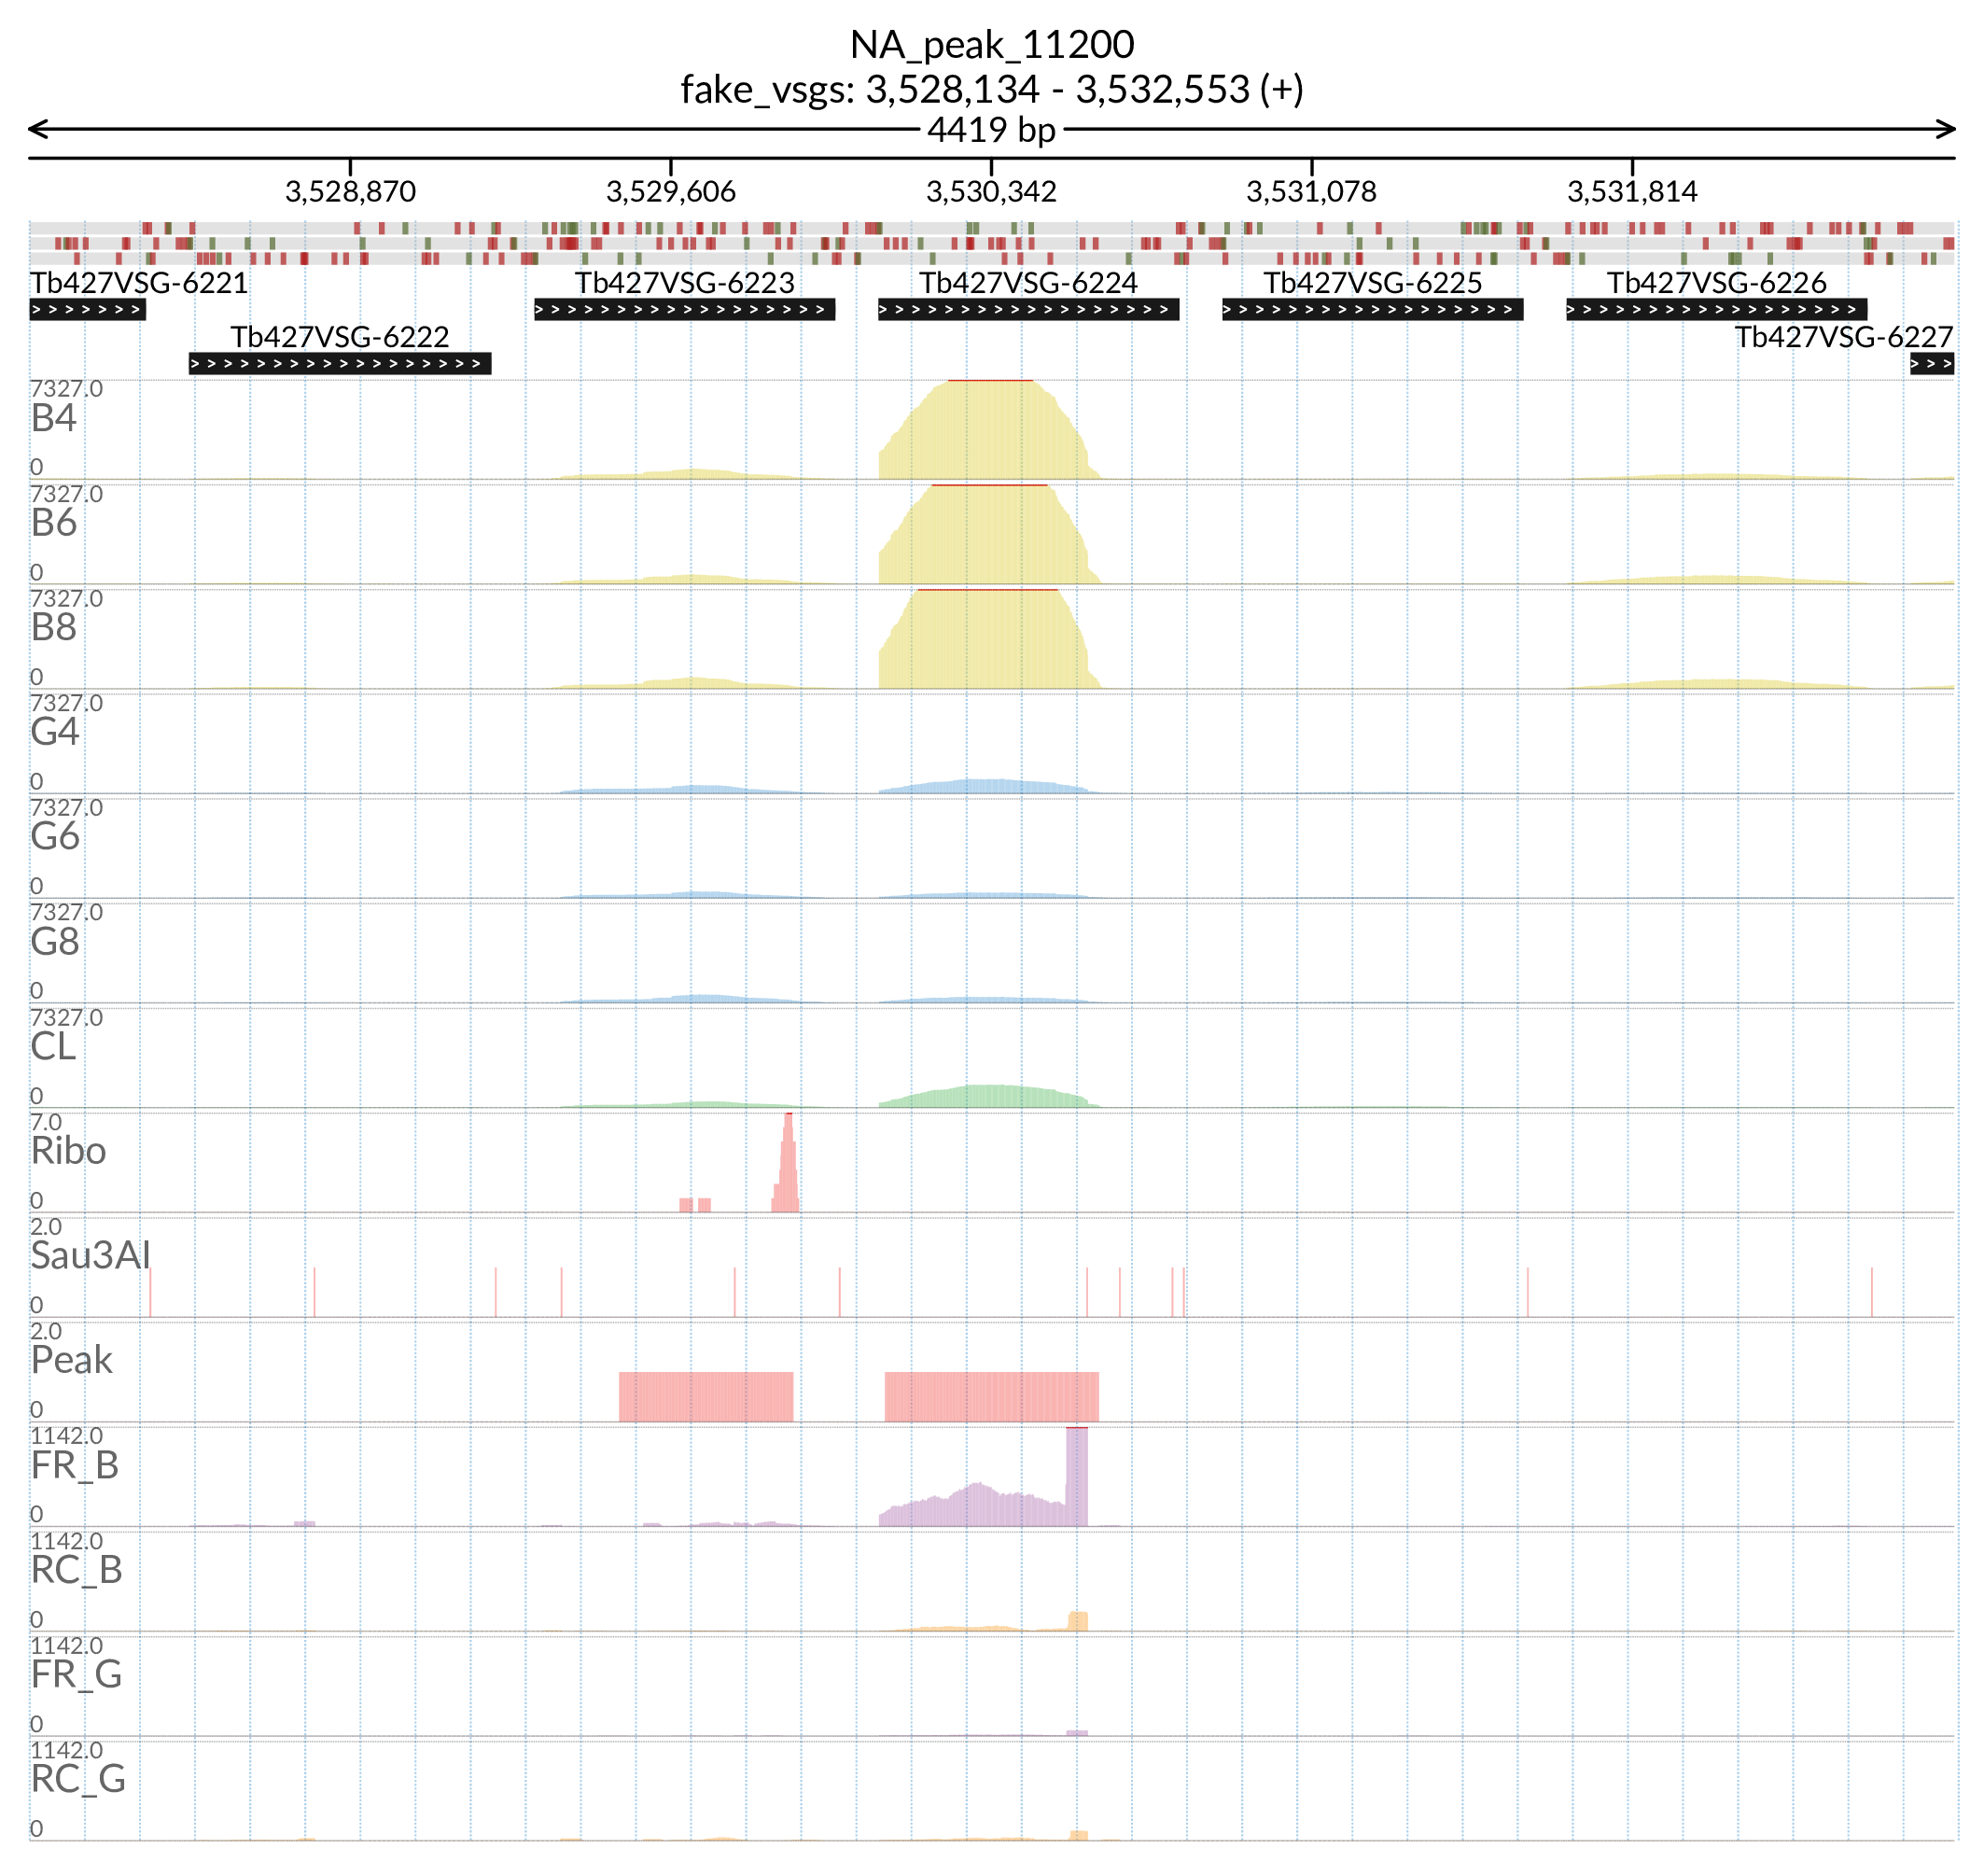 NA_peak_11200
fake_vsgs: 3,528,134 - 3,532,553 (+)
4419 bp
3,528,870 3,529,606 3,530,342 3,531,078 3,531,814
Tb427VSG-6221 Tb427VSG-6223 Tb427VSG-6224 Tb427VSG-6225 Tb427VSG-6226
Tb427VSG-6222 Tb427VSG-6227
7327.0
B4
0
7327.0
B6
0
7327.0
B8
0
7327.0
G4
0
7327.0
G6
0
7327.0
G8
0
7327.0
CL
0
7.0
Ribo
0
2.0
Sau3AI
0
2.0
Peak
0
1142.0
FR_B
0
1142.0
RC_B
0
1142.0
FR_G
0
1142.0
RC_G
0